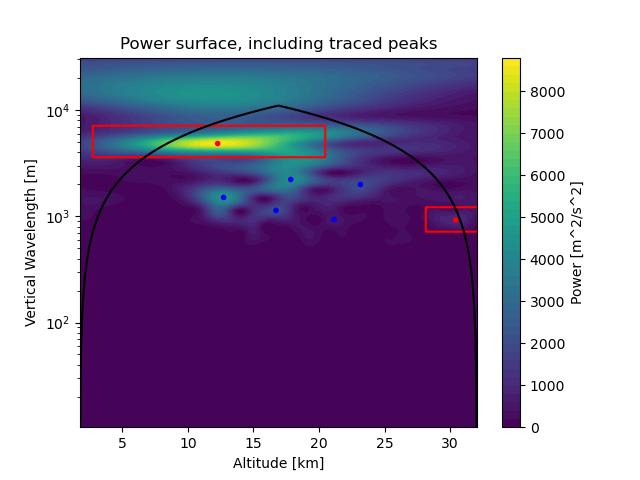 Power surface, including traced peaks
Vertical Wavelength [m]
10^4
10^3
10^2
5 10 15 20 25 30
Altitude [km]
8000
7000
6000
5000
4000
3000
2000
1000
0
Power [m^2/s^2]